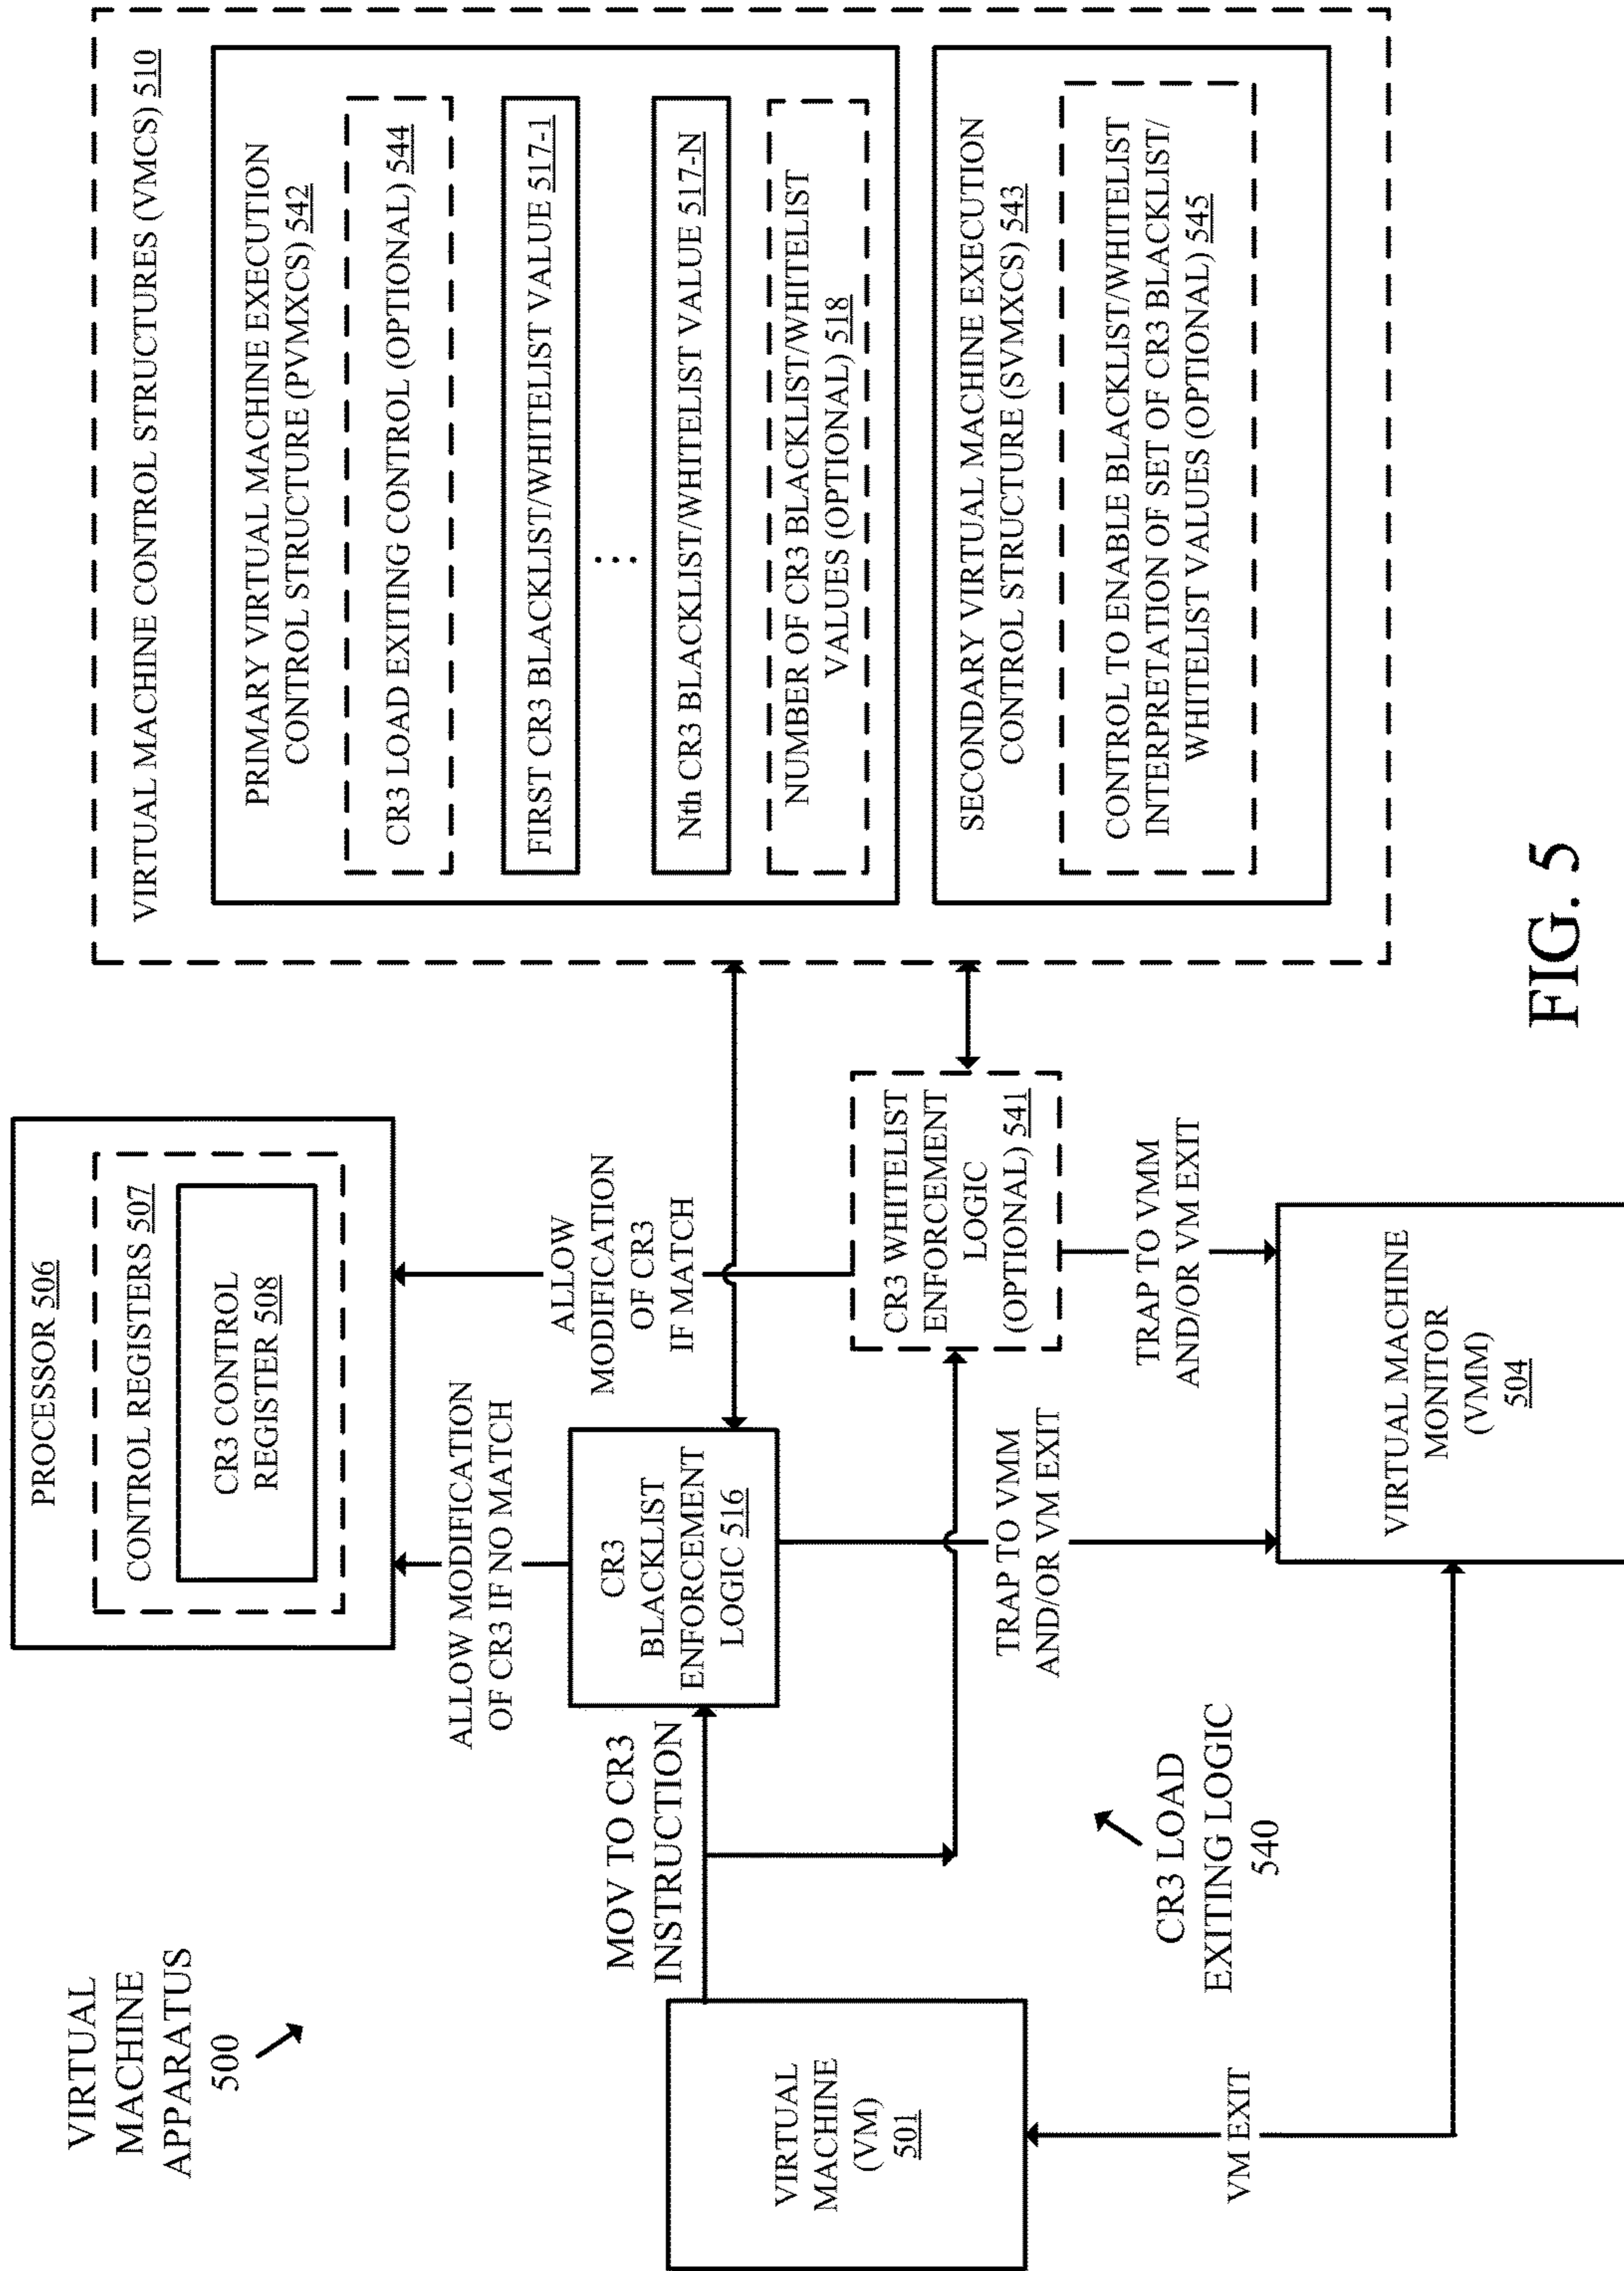 VIRTUAL
MACHINE
APPARATUS
500
PROCESSOR 506
CONTROL REGISTERS 507
CR3 CONTROL
REGISTER 508
ALLOW MODIFICATION
OF CR3 IF NO MATCH
ALLOW
MODIFICATION
OF CR3
IF MATCH
MOV TO CR3
INSTRUCTION
CR3
BLACKLIST
ENFORCEMENT
LOGIC 516
CR3 WHITELIST
ENFORCEMENT
LOGIC
(OPTIONAL) 541
VIRTUAL
MACHINE
(VM)
501
TRAP TO VMM
AND/OR VM EXIT
TRAP TO VMM
AND/OR VM EXIT
CR3 LOAD
EXITING LOGIC
540
VM EXIT
VIRTUAL MACHINE
MONITOR
(VMM)
504
VIRTUAL MACHINE CONTROL STRUCTURES (VMCS) 510
PRIMARY VIRTUAL MACHINE EXECUTION
CONTROL STRUCTURE (PVMXCS) 542
CR3 LOAD EXITING CONTROL (OPTIONAL) 544
FIRST CR3 BLACKLIST/WHITELIST VALUE 517-1
...
Nth CR3 BLACKLIST/WHITELIST VALUE 517-N
NUMBER OF CR3 BLACKLIST/WHITELIST
VALUES (OPTIONAL) 518
SECONDARY VIRTUAL MACHINE EXECUTION
CONTROL STRUCTURE (SVMXCS) 543
CONTROL TO ENABLE BLACKLIST/WHITELIST
INTERPRETATION OF SET OF CR3 BLACKLIST/
WHITELIST VALUES (OPTIONAL) 545
FIG. 5